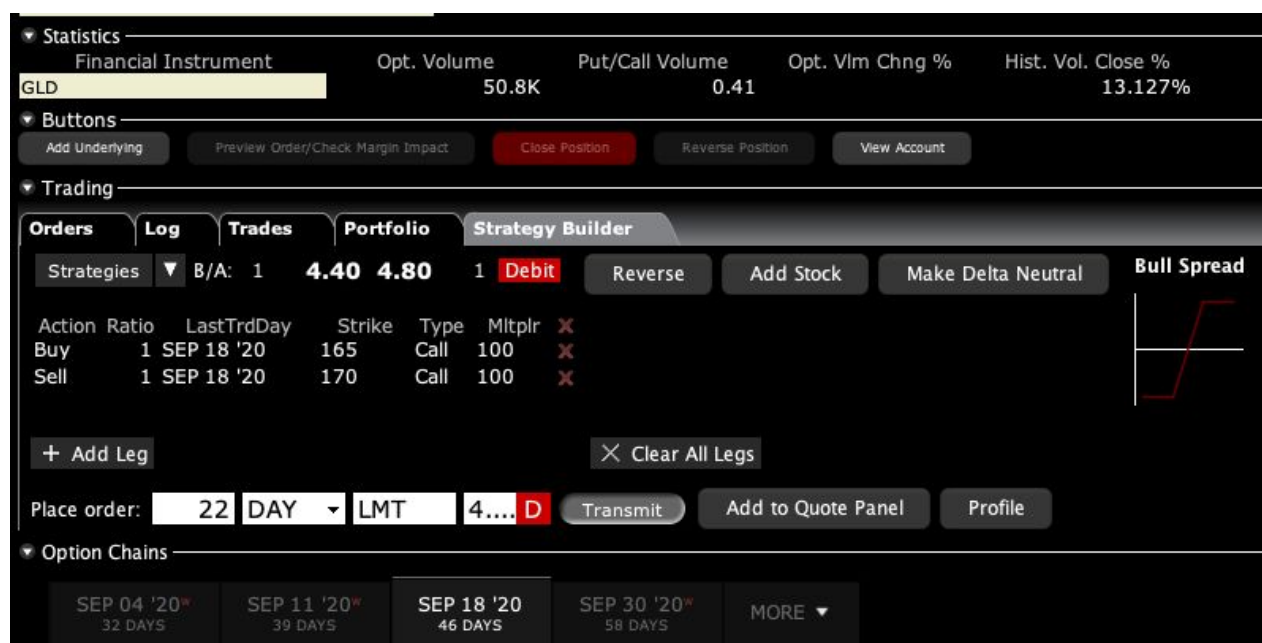 Statistics
Financial Instrument Opt. Volume Put/Call Volume Opt. Vlm Chng % Hist. Vol. Close %
GLD 50.8K 0.41 13.127%
Buttons
Add Underlying Preview Order/Check Margin Impact Close Position Reverse Position View Account
Trading
Orders Log Trades Portfolio Strategy Builder
Strategies ▼ B/A: 1 4.40 4.80 1 Debit Reverse Add Stock Make Delta Neutral Bull Spread
Action Ratio LastTrdDay Strike Type Mltplr X
Buy 1 SEP 18 '20 165 Call 100 X
Sell 1 SEP 18 '20 170 Call 100 X
+ Add Leg X Clear All Legs
Place order: 22 DAY LMT 4.... D Transmit Add to Quote Panel Profile
Option Chains
SEP 04 '20W SEP 11 '20W SEP 18 '20 SEP 30 '20W MORE ▼
32 DAYS 39 DAYS 46 DAYS 58 DAYS